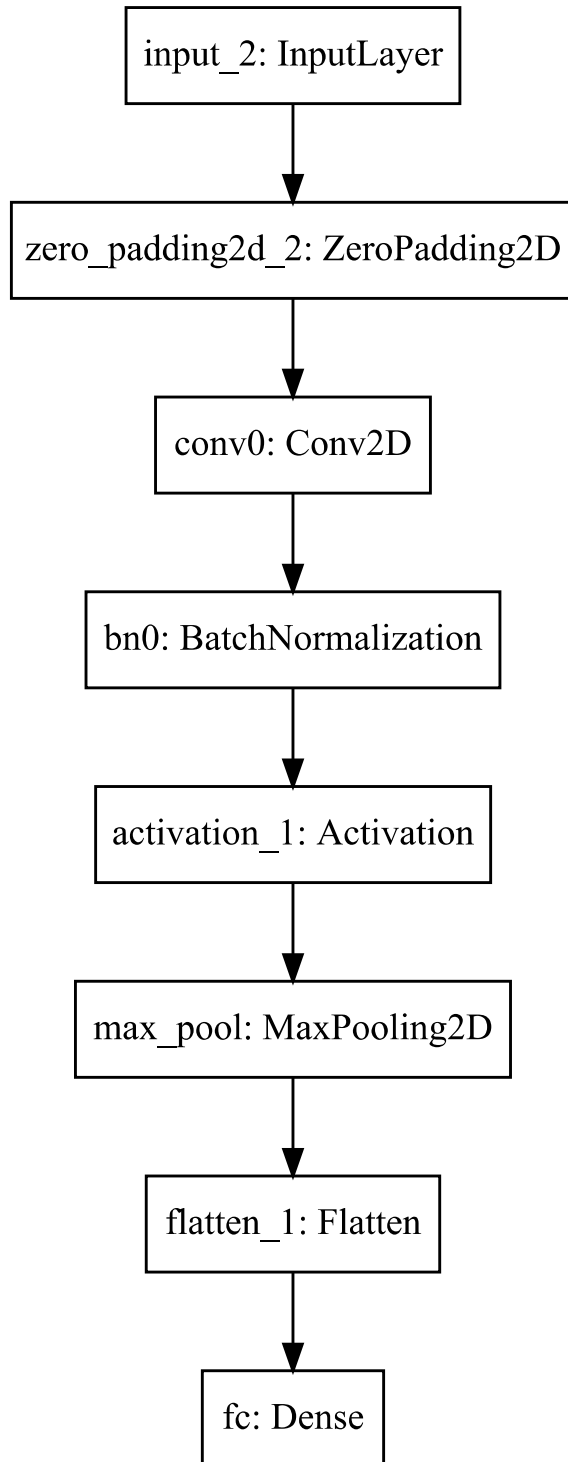 input_2: InputLayer
zero_padding2d_2: ZeroPadding2D
conv0: Conv2D
bn0: BatchNormalization
activation_1: Activation
max_pool: MaxPooling2D
flatten_1: Flatten
fc: Dense